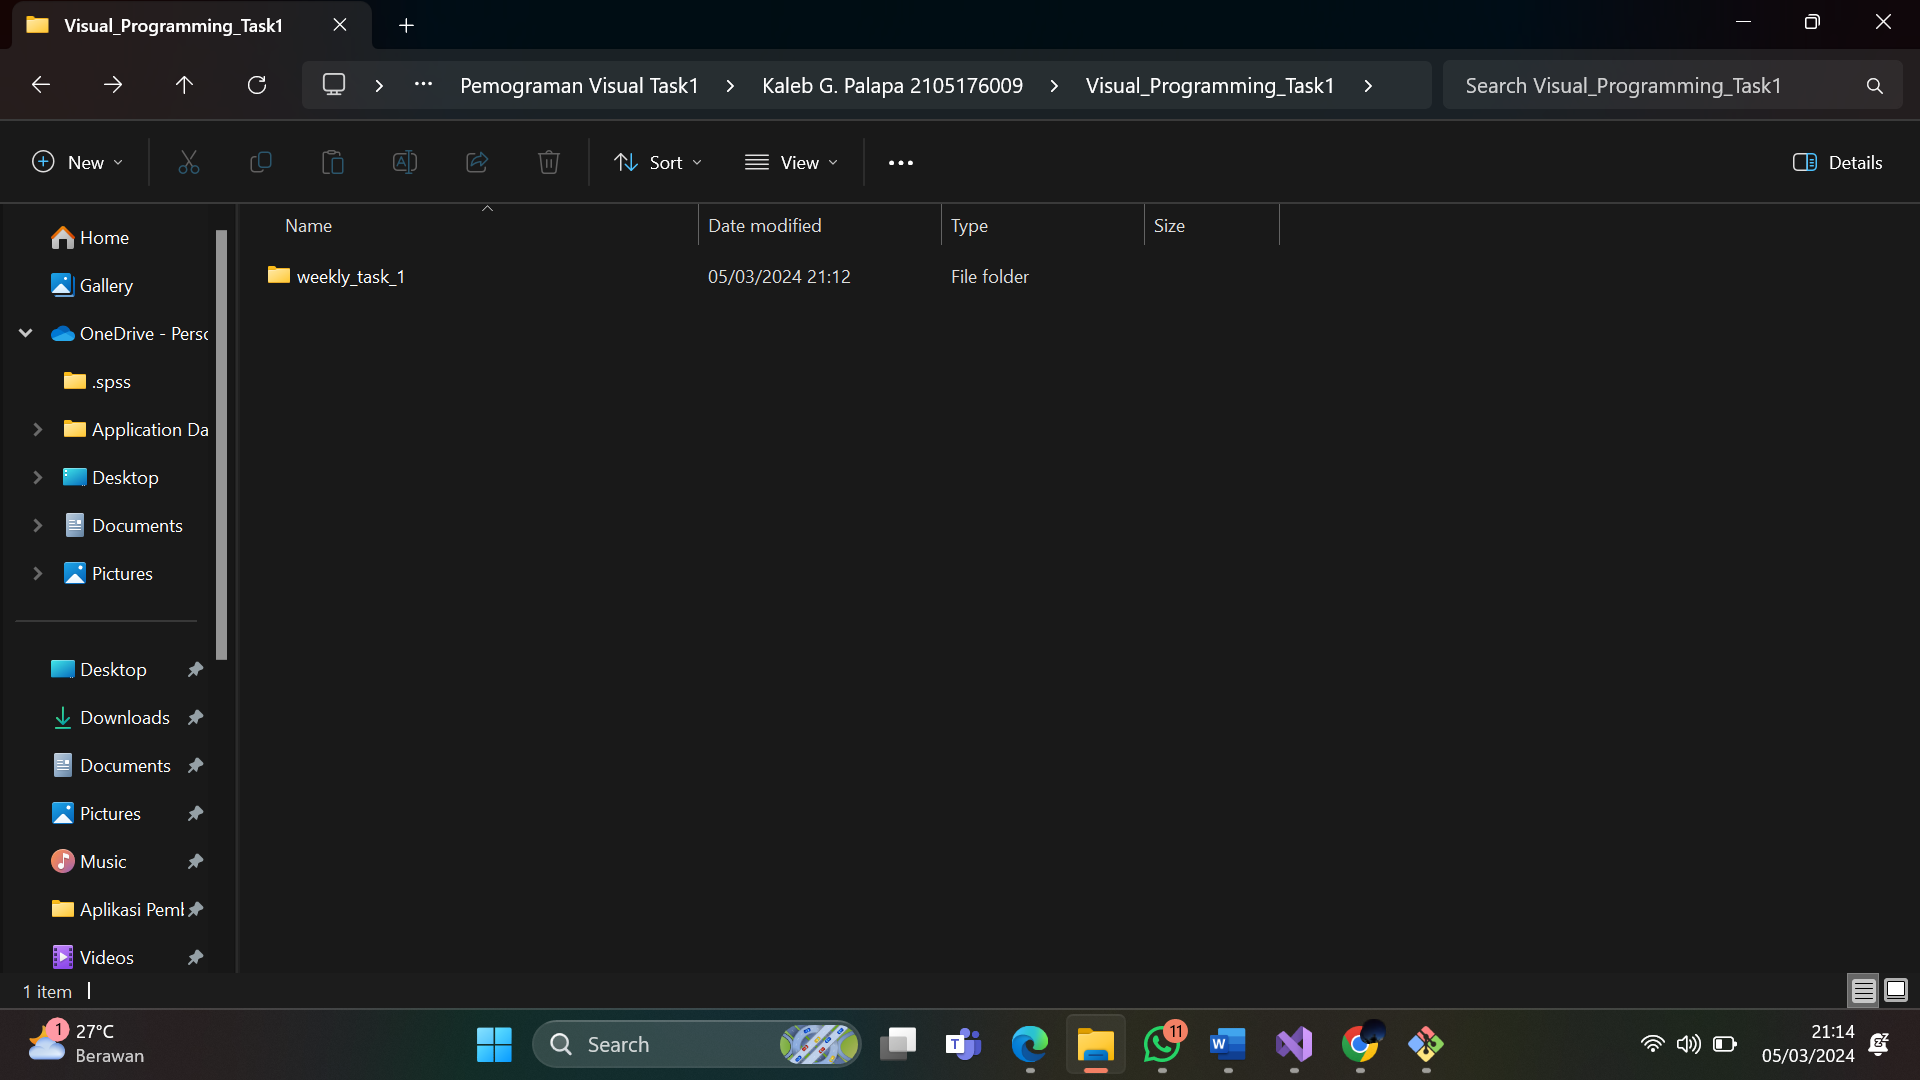 Visual_Programming_Task1
Pemograman Visual Task1 > Kaleb G. Palapa 2105176009 > Visual_Programming_Task1 >
Search Visual_Programming_Task1
New
Sort
View
Details
Name
Date modified
Type
Size
weekly_task_1
05/03/2024 21:12
File folder
Home
Gallery
OneDrive - Perso
.spss
Application Da
Desktop
Documents
Pictures
Desktop
Downloads
Documents
Pictures
Music
Aplikasi Pemb
Videos
1 item
1
27°C
Berawan
Search
11
21:14
05/03/2024